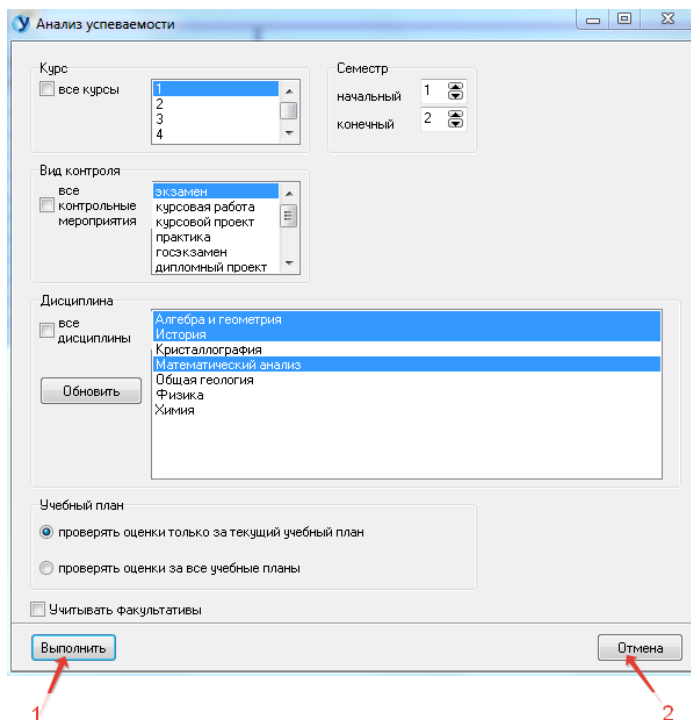 Анализ успеваемости
Курс
все курсы
1
2
3
4
Семестр
начальный 1
конечный 2
Вид контроля
все
контрольные
мероприятия
экзамен
курсовая работа
курсовой проект
практика
госэкзамен
дипломный проект
Дисциплина
все
дисциплины
Обновить
Алгебра и геометрия
История
Кристаллография
Математический анализ
Общая геология
Физика
Химия
Учебный план
проверять оценки только за текущий учебный план
проверять оценки за все учебные планы
Учитывать факультативы
Выполнить
Отмена
1
2